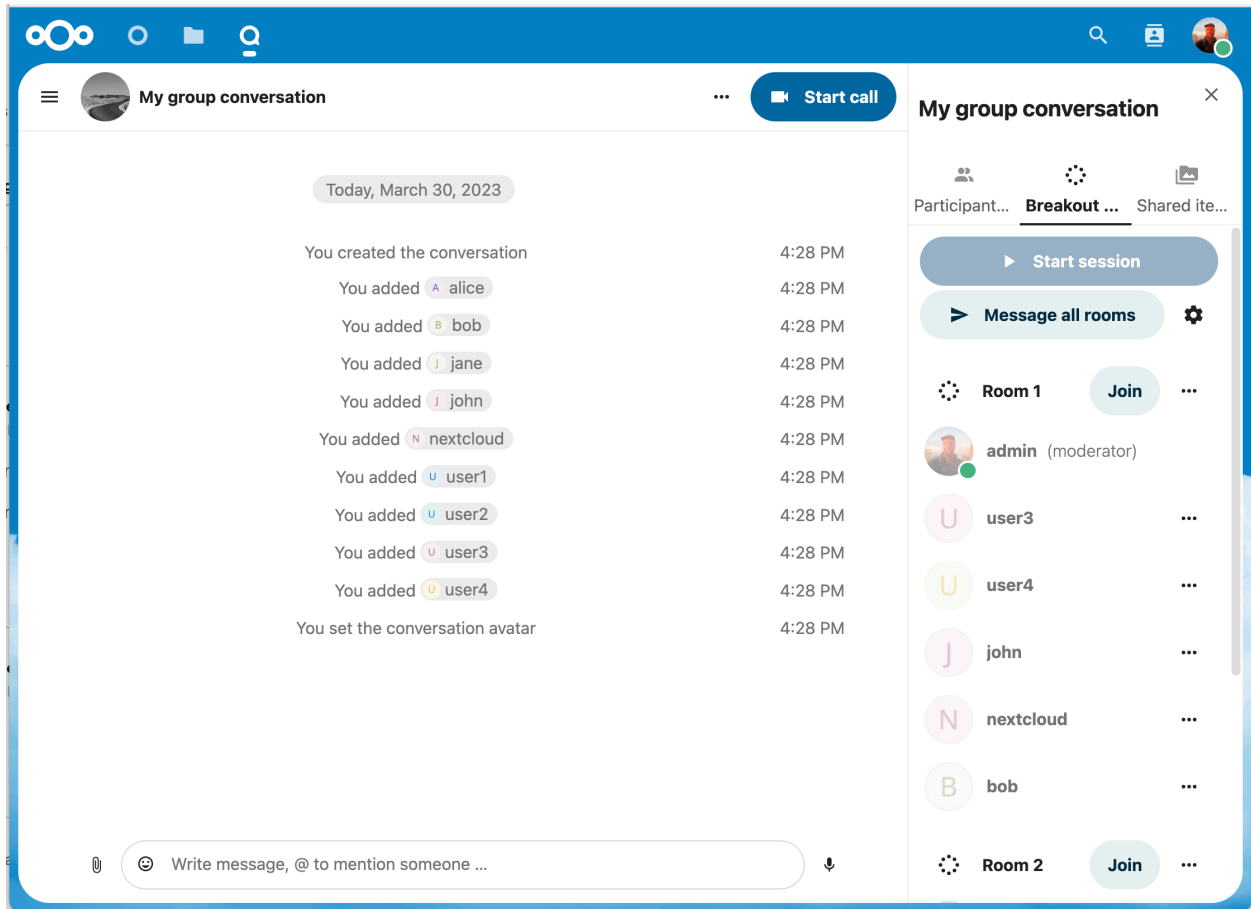 My group conversation
Start call
Today, March 30, 2023
You created the conversation 4:28 PM
You added A alice 4:28 PM
You added B bob 4:28 PM
You added J jane 4:28 PM
You added J john 4:28 PM
You added N nextcloud 4:28 PM
You added U user1 4:28 PM
You added U user2 4:28 PM
You added U user3 4:28 PM
You added U user4 4:28 PM
You set the conversation avatar 4:28 PM
Write message, @ to mention someone ...
My group conversation
Participant... Breakout ... Shared ite...
Start session
Message all rooms
Room 1 Join
admin (moderator)
U user3
U user4
J john
N nextcloud
B bob
Room 2 Join